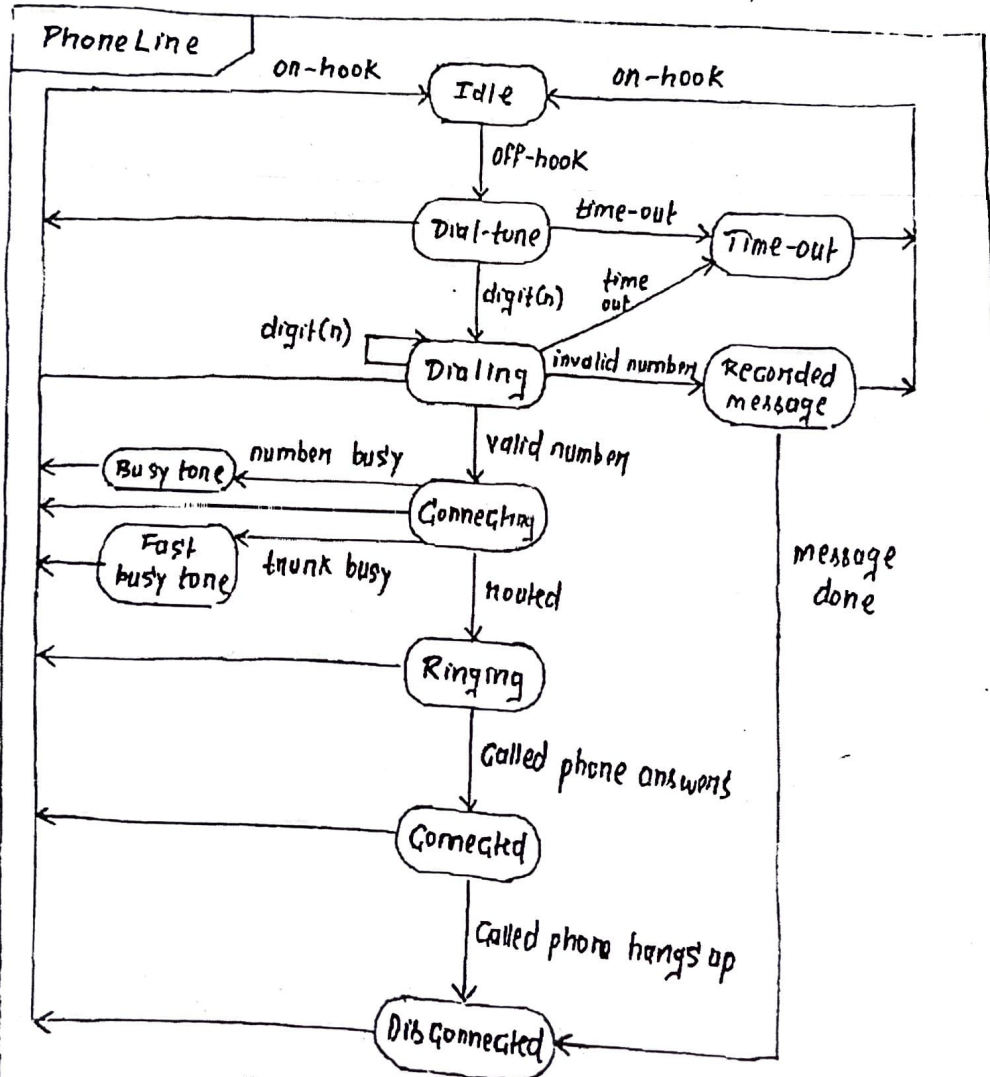 PhoneLine
on-hook
Idle
on-hook
off-hook
Dial-tune
time-out
Time-out
digit(n)
time
out
digit(n)
Dialing
invalid number
Recorded
message
valid number
number busy
Busy tone
Connecting
Fast
busy tone
trunk busy
routed
message
done
Ringing
Called phone answers
Connected
Called phone hangs up
Disconnected